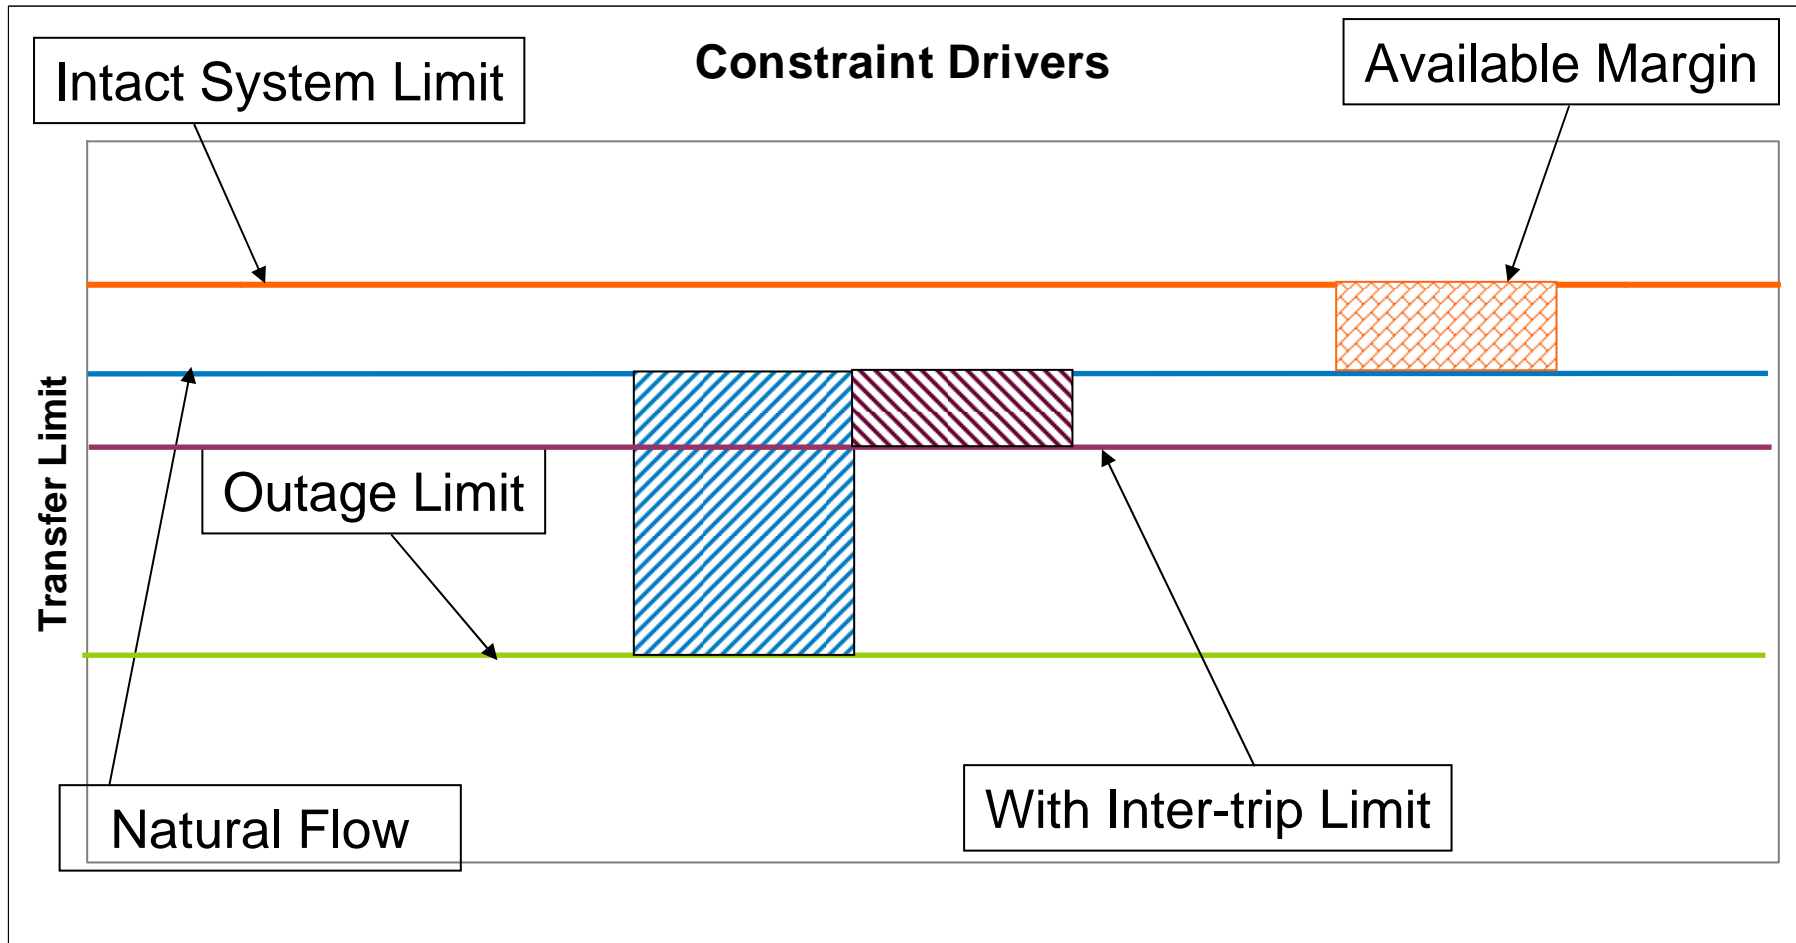 Constraint Drivers
Intact System Limit
Available Margin
Transfer Limit
Outage Limit
Natural Flow
With Inter-trip Limit